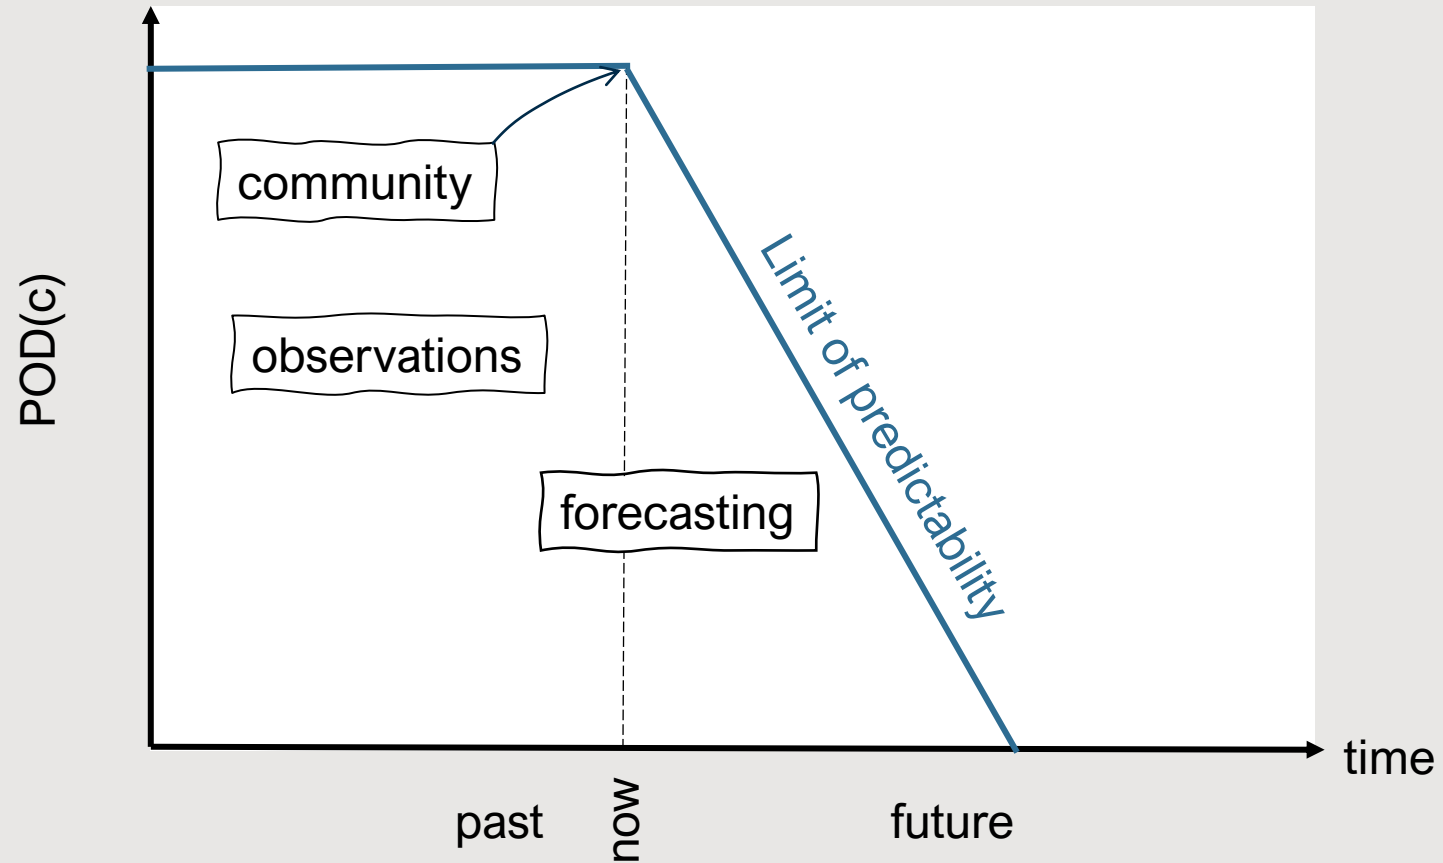 POD(c)
community
observations
forecasting
Limit of predictability
time
past
now
future